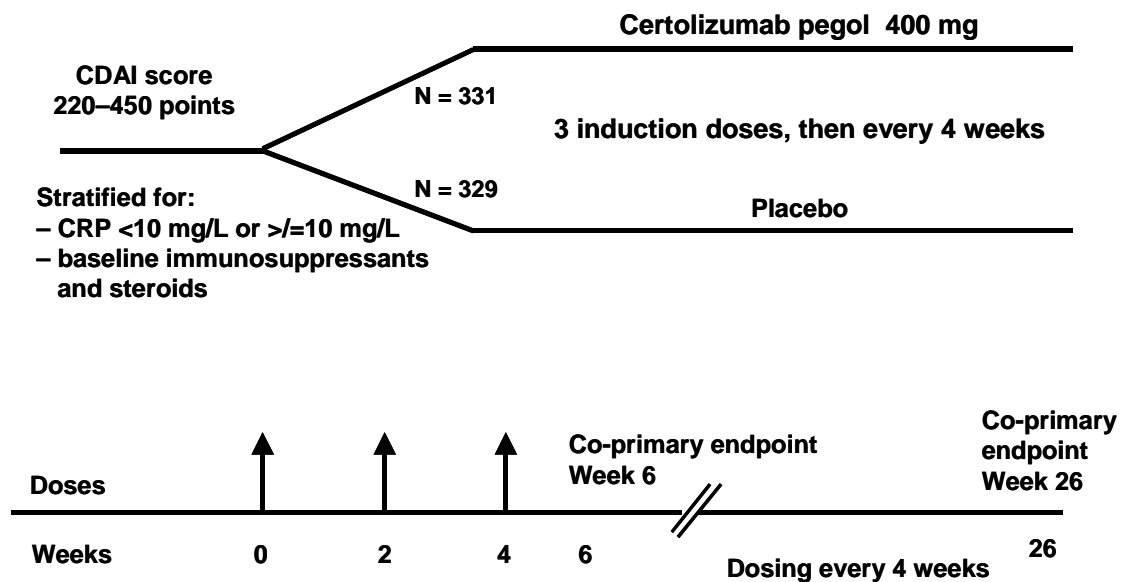 Certolizumab pegol 400 mg
CDAI score
220–450 points
N = 331
3 induction doses, then every 4 weeks
N = 329
Placebo
Stratified for:
– CRP <10 mg/L or >/=10 mg/L
– baseline immunosuppressants
and steroids
Co-primary endpoint
Week 6
Co-primary
endpoint
Week 26
Doses
Weeks 0 2 4 6 26
Dosing every 4 weeks